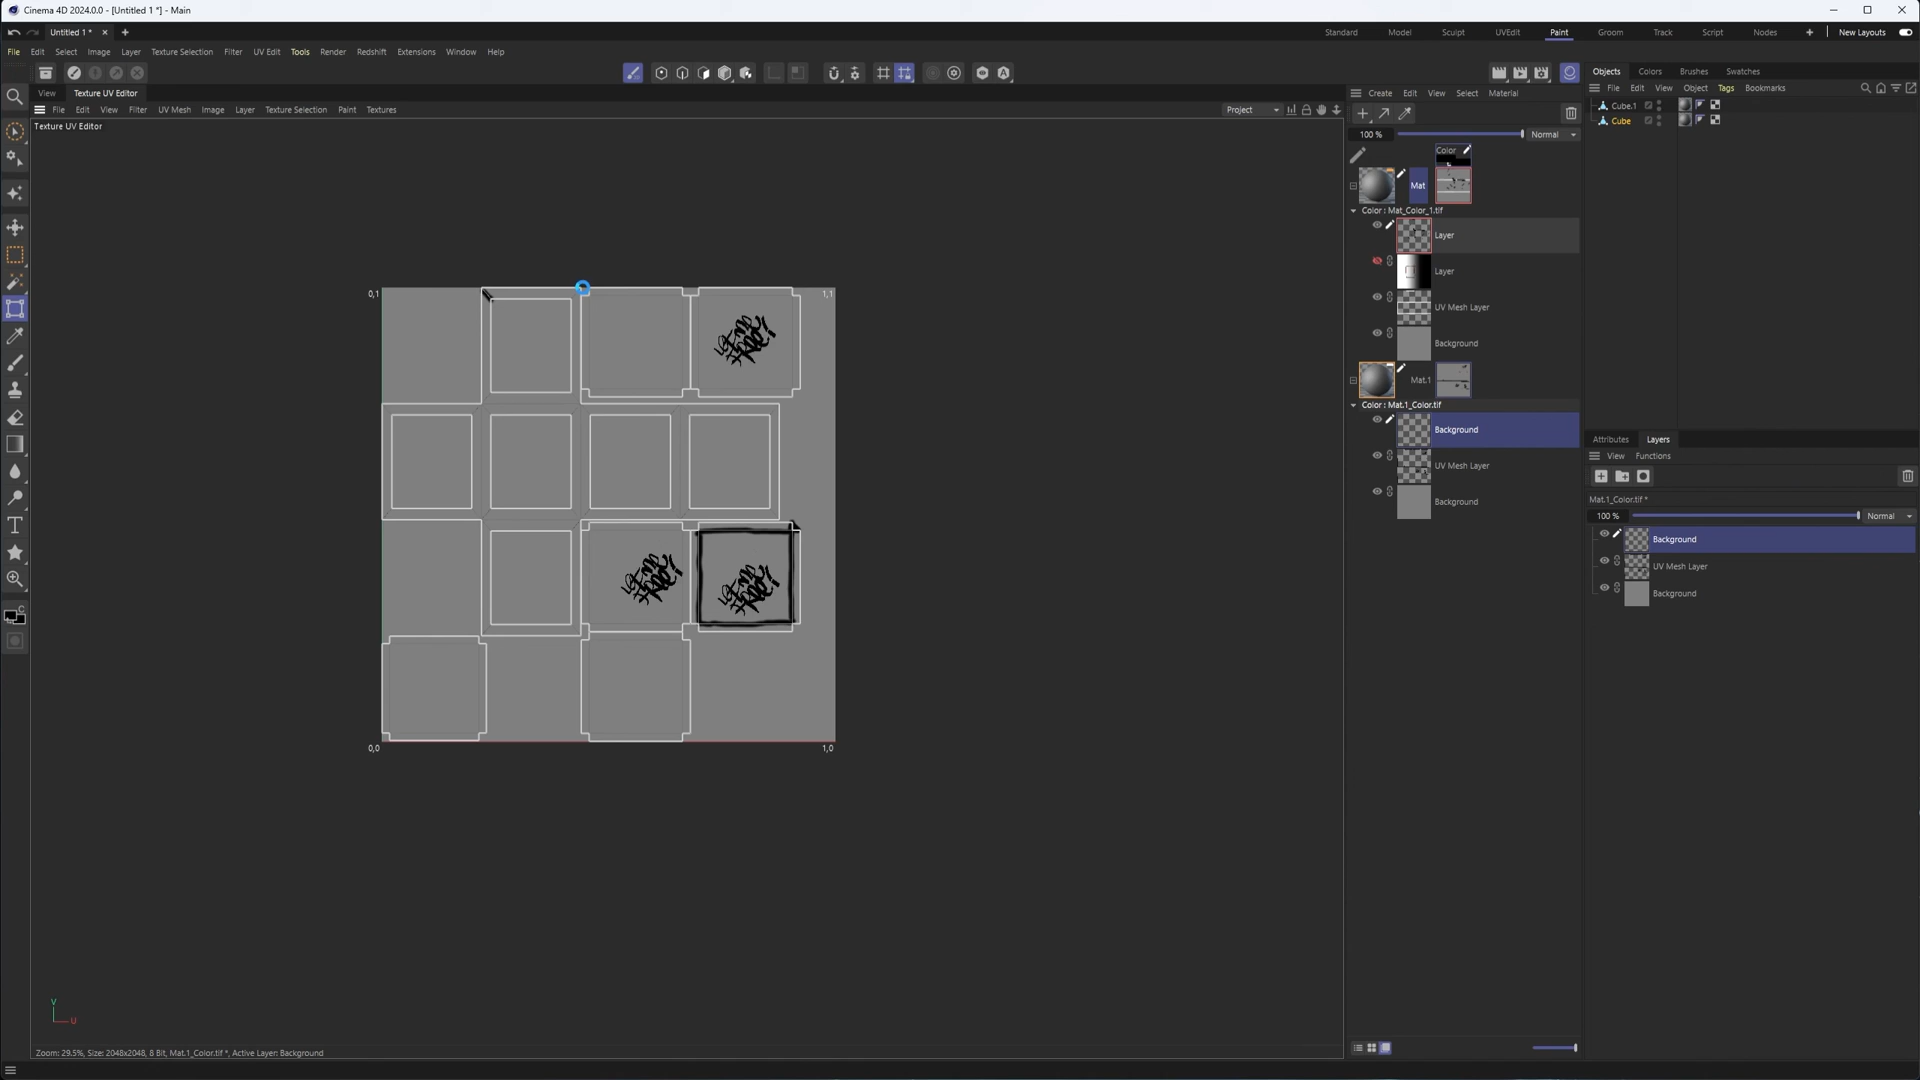 Cinema 4D 2024.0.0 - [Untitled 1 *] - Main
Untitled 1 *
Standard Model Sculpt UVEdit Paint Groom Track Script Nodes New Layouts
File Edit Select Image Layer Texture Selection Filter UV Edit Tools Render Redshift Extensions Window Help
View Texture UV Editor
File Edit View Filter UV Mesh Image Layer Texture Selection Paint Textures
Project
Texture UV Editor
0,1
1,1
0,0
1,0
V
U
Zoom: 29.5%, Size: 2048x2048, 8 Bit, Mat.1_Color.tif *, Active Layer: Background
Create Edit View Select Material
100 % Normal
Color
Mat
Color : Mat_Color_1.tif
Layer
Layer
UV Mesh Layer
Background
Mat.1
Color : Mat.1_Color.tif
Background
UV Mesh Layer
Background
Objects Colors Brushes Swatches
File Edit View Object Tags Bookmarks
Cube.1
Cube
Attributes Layers
View Functions
Mat.1_Color.tif *
100 % Normal
Background
UV Mesh Layer
Background